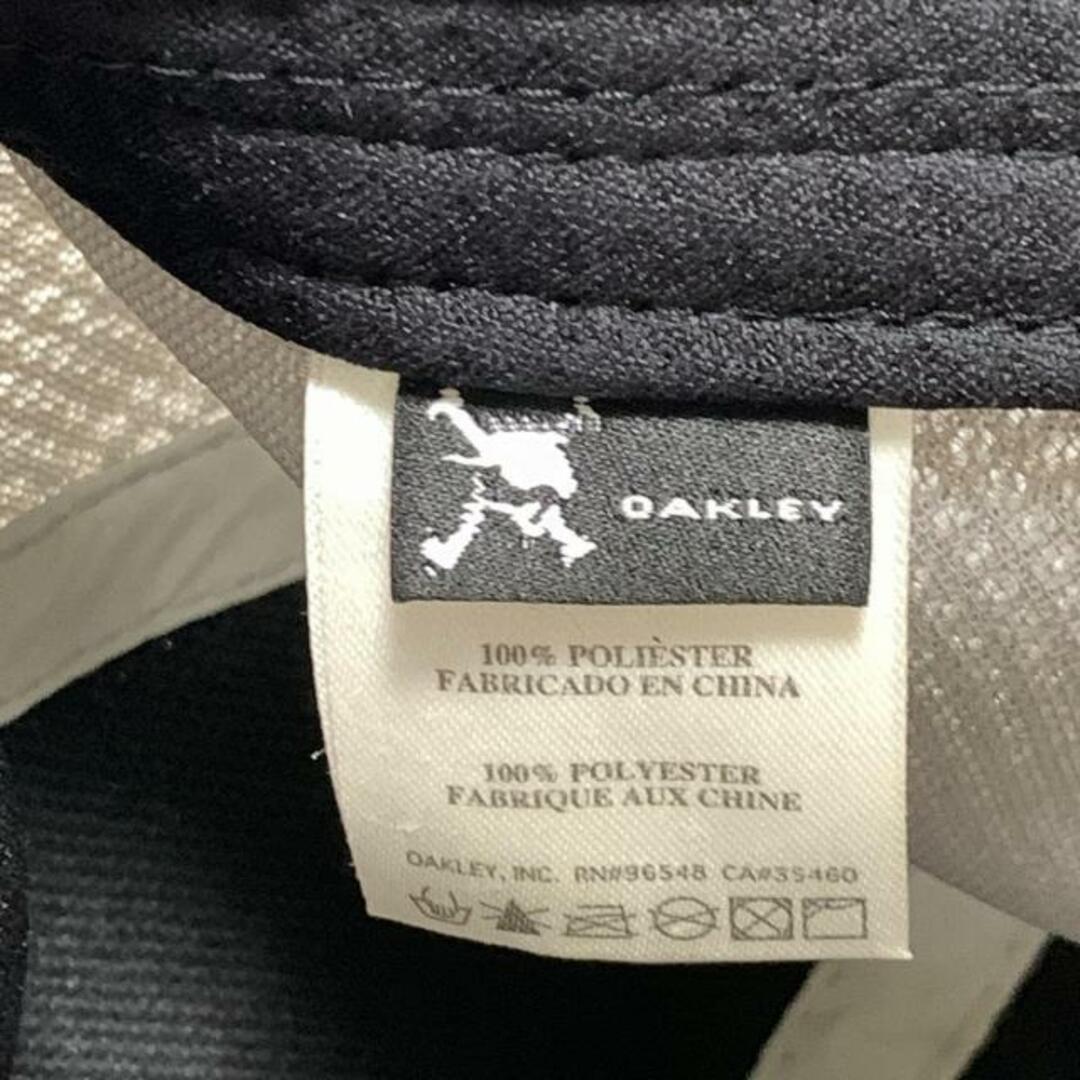 OAKLEY
100% POLIÈSTER
FABRICADO EN CHINA
100% POLYESTER
FABRIQUE AUX CHINE
OAKLEY, INC. RN#96548 CA#35460